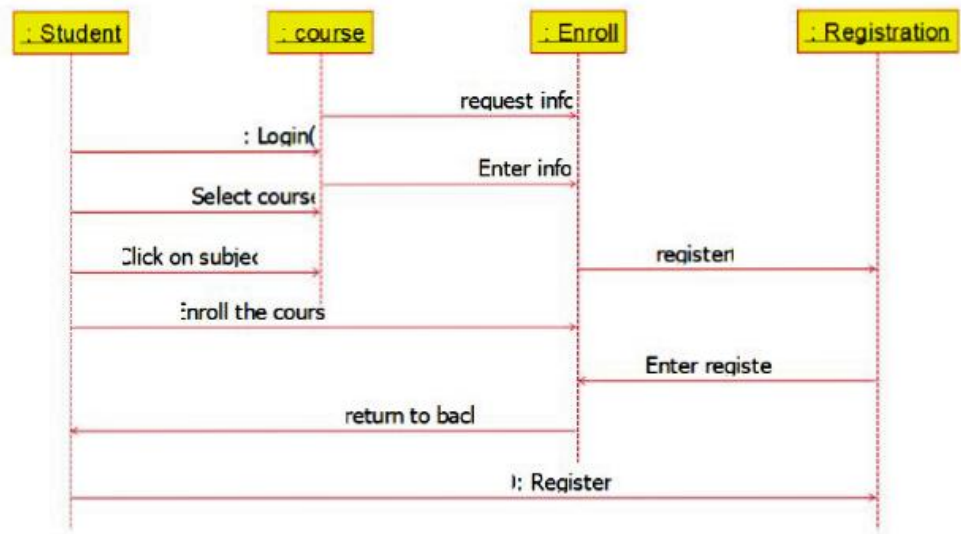 : Student
: course
: Enroll
: Registration
request info
: Login(
Enter info
Select course
Click on subjec
register
Enroll the cours
Enter registe
return to bacl
): Register